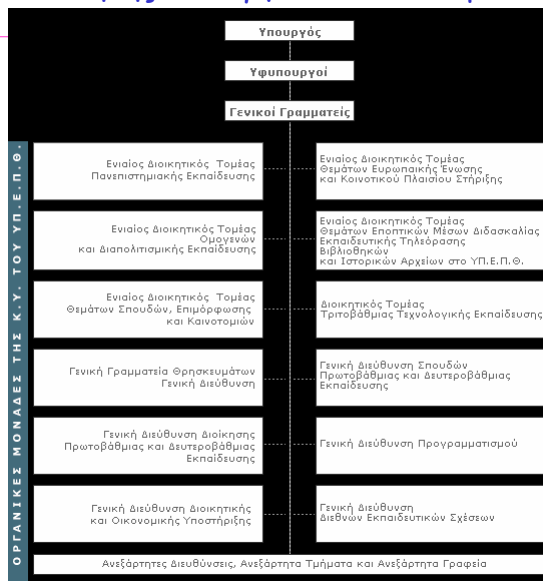 Υπουργός
Υφυπουργοί
Γενικοί Γραμματείς
ΟΡΓΑΝΙΚΕΣ ΜΟΝΑΔΕΣ ΤΗΣ Κ.Υ. ΤΟΥ ΥΠ.Ε.Π.Θ.
Ενιαίος Διοικητικός Τομέας
Πανεπιστημιακής Εκπαίδευσης
Ενιαίος Διοικητικός Τομέας
Θεμάτων Ευρωπαικής Ένωσης
και Κοινοτικού Πλαισίου Στήριξης
Ενιαίος Διοικητικός Τομέας
Ομογενών
και Διαπολιτισμικής Εκπαίδευσης
Ενιαίος Διοικητικός Τομέας
Θεμάτων Εποπτικών Μέσων Διδασκαλίας
Εκπαιδευτικής Τηλεόρασης
Βιβλιοθηκών
και Ιστορικών Αρχείων στο ΥΠ.Ε.Π.Θ.
Ενιαίος Διοικητικός Τομέας
Θεμάτων Σπουδών, Επιμόρφωσης
και Καινοτομιών
Διοικητικός Τομέας
Τριτοβάθμιας Τεχνολογικής Εκπαίδευσης
Γενική Γραμματεία Θρησκευμάτων
Γενική Διεύθυνση
Γενική Διεύθυνση Σπουδών
Πρωτοβάθμιας και Δευτεροβάθμιας
Εκπαίδευσης
Γενική Διεύθυνση Διοίκησης
Πρωτοβάθμιας και Δευτεροβάθμιας
Εκπαίδευσης
Γενική Διεύθυνση Προγραμματισμού
Γενική Διεύθυνση Διοικητικής
και Οικονομικής Υποστήριξης
Γενική Διεύθυνση
Διεθνών Εκπαιδευτικών Σχέσεων
Ανεξάρτητες Διευθύνσεις, Ανεξάρτητα Τμήματα και Ανεξάρτητα Γραφεία